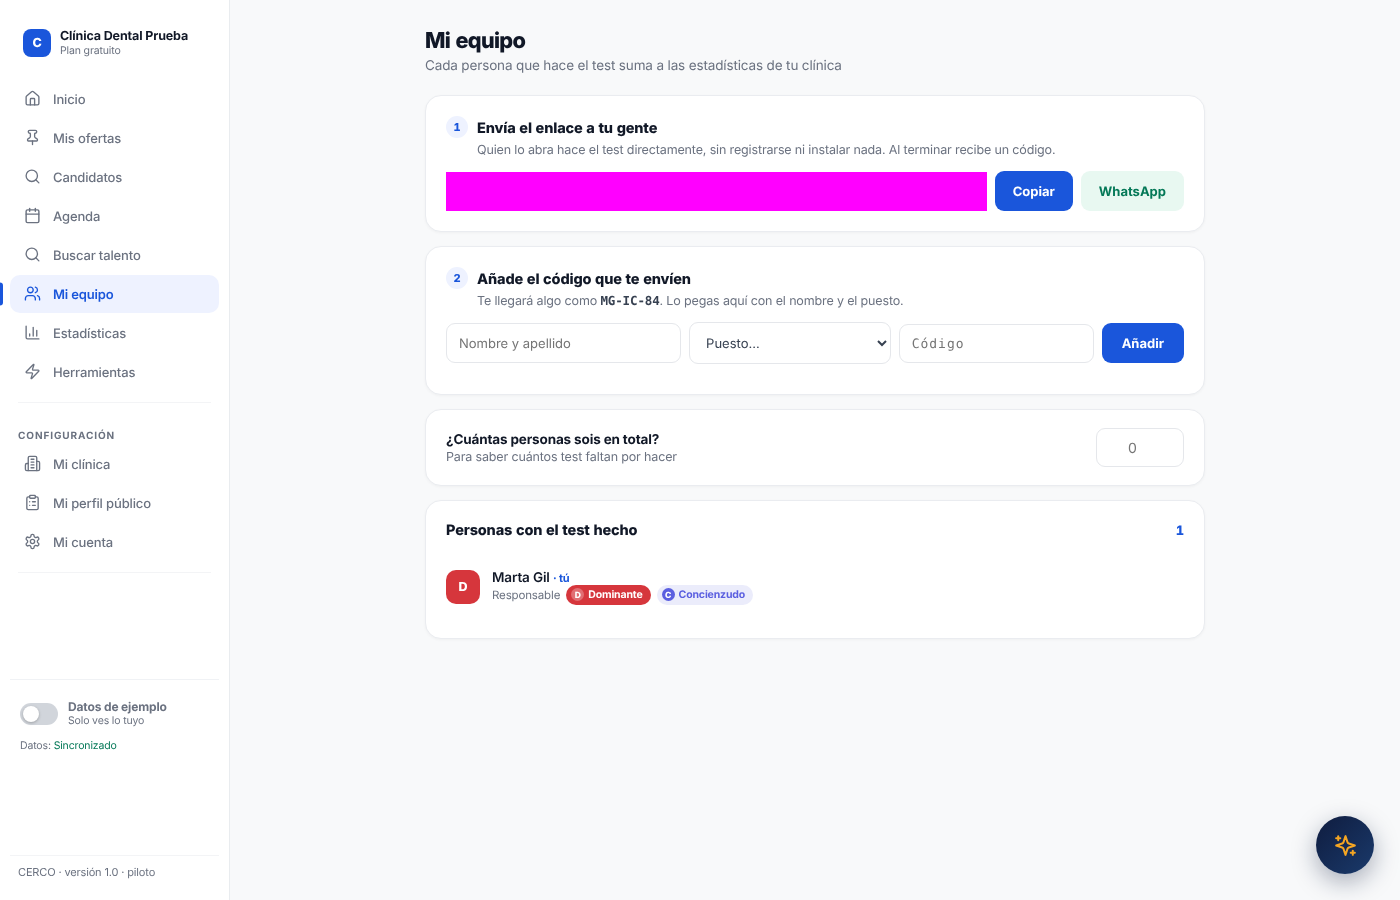 C
Clínica Dental Prueba
Plan gratuito
Inicio
Mis ofertas
Candidatos
Agenda
Buscar talento
Mi equipo
Estadísticas
Herramientas
CONFIGURACIÓN
Mi clínica
Mi perfil público
Mi cuenta
Datos de ejemplo
Solo ves lo tuyo
Datos: Sincronizado
CERCO · versión 1.0 · piloto
Mi equipo
Cada persona que hace el test suma a las estadísticas de tu clínica
1 Envía el enlace a tu gente
Quien lo abra hace el test directamente, sin registrarse ni instalar nada. Al terminar recibe un código.
Copiar WhatsApp
2 Añade el código que te envíen
Te llegará algo como MG-IC-84. Lo pegas aquí con el nombre y el puesto.
Nombre y apellido Puesto... Código Añadir
¿Cuántas personas sois en total?
Para saber cuántos test faltan por hacer
0
Personas con el test hecho 1
D
Marta Gil · tú
Responsable D Dominante C Concienzudo